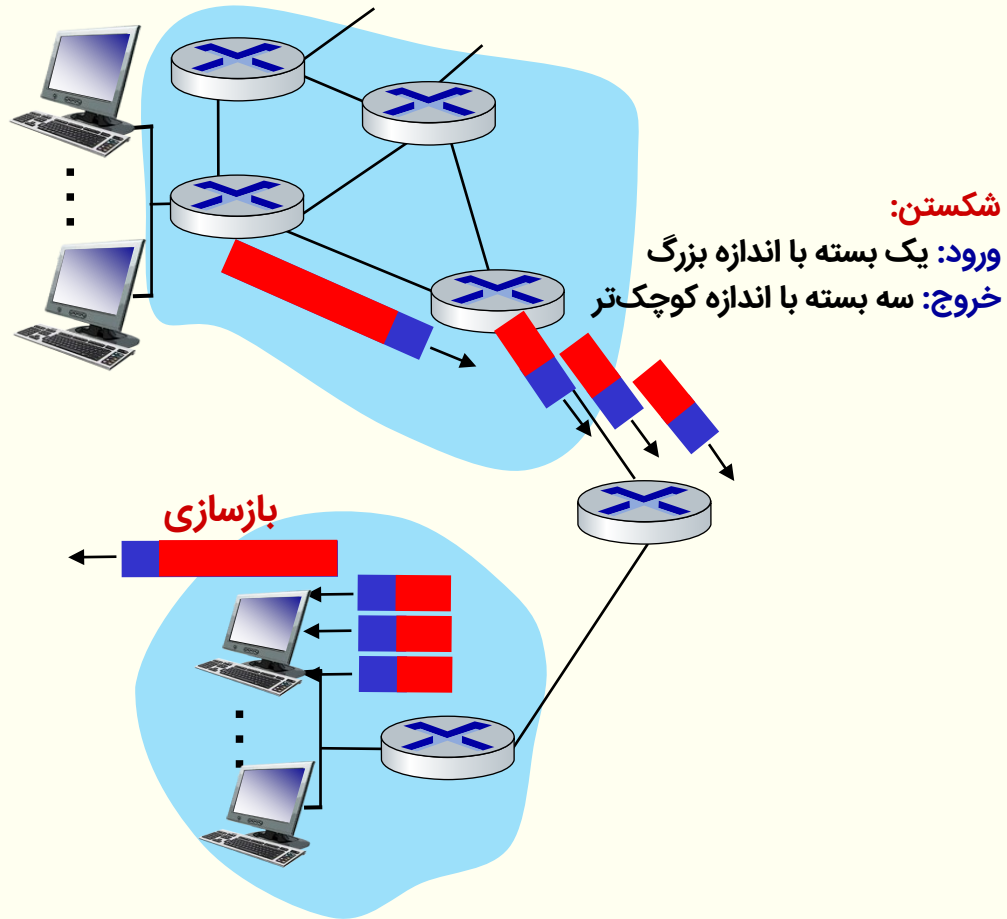 شکستن:
ورود: یک بسته با اندازه بزرگ
خروج: سه بسته با اندازه کوچک‌تر
بازسازی